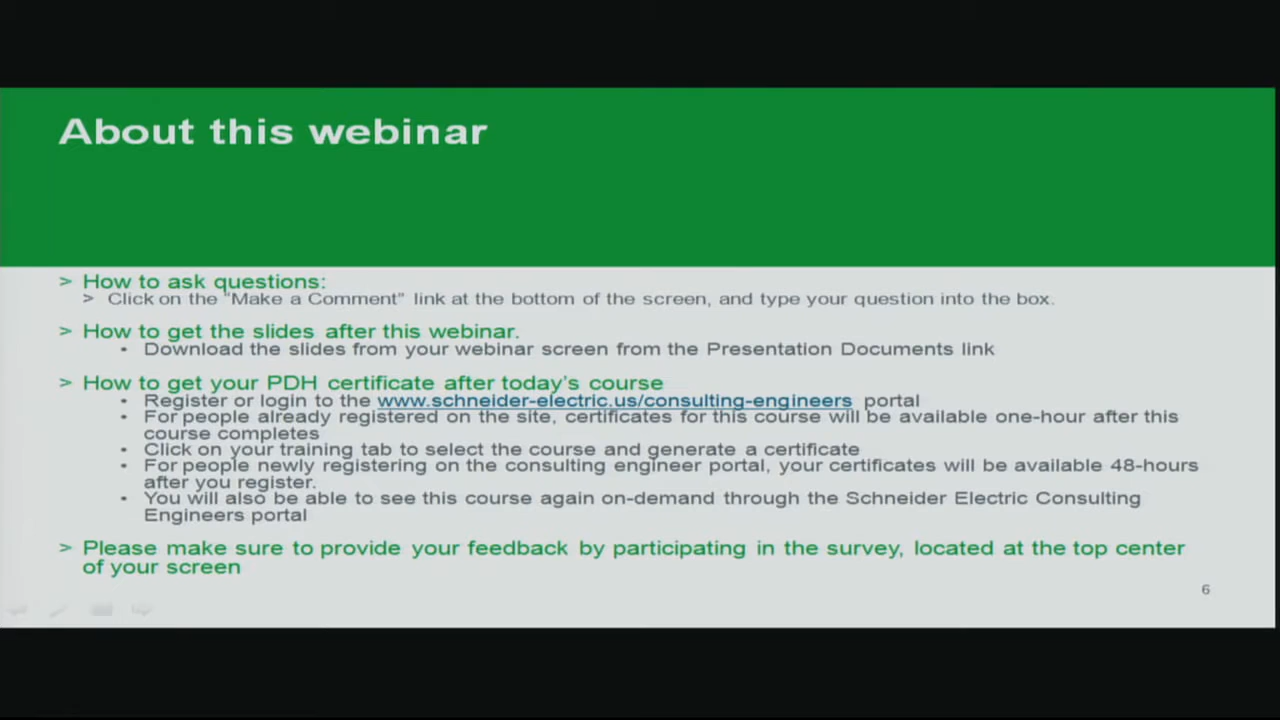 About this webinar
> How to ask questions:
> Click on the "Make a Comment" link at the bottom of the screen, and type your question into the box.
> How to get the slides after this webinar.
• Download the slides from your webinar screen from the Presentation Documents link
> How to get your PDH certificate after today's course
• Register or login to the www.schneider-electric.us/consulting-engineers portal
• For people already registered on the site, certificates for this course will be available one-hour after this
course completes
• Click on your training tab to select the course and generate a certificate
• For people newly registering on the consulting engineer portal, your certificates will be available 48-hours
after you register.
• You will also be able to see this course again on-demand through the Schneider Electric Consulting
Engineers portal
> Please make sure to provide your feedback by participating in the survey, located at the top center
of your screen
6